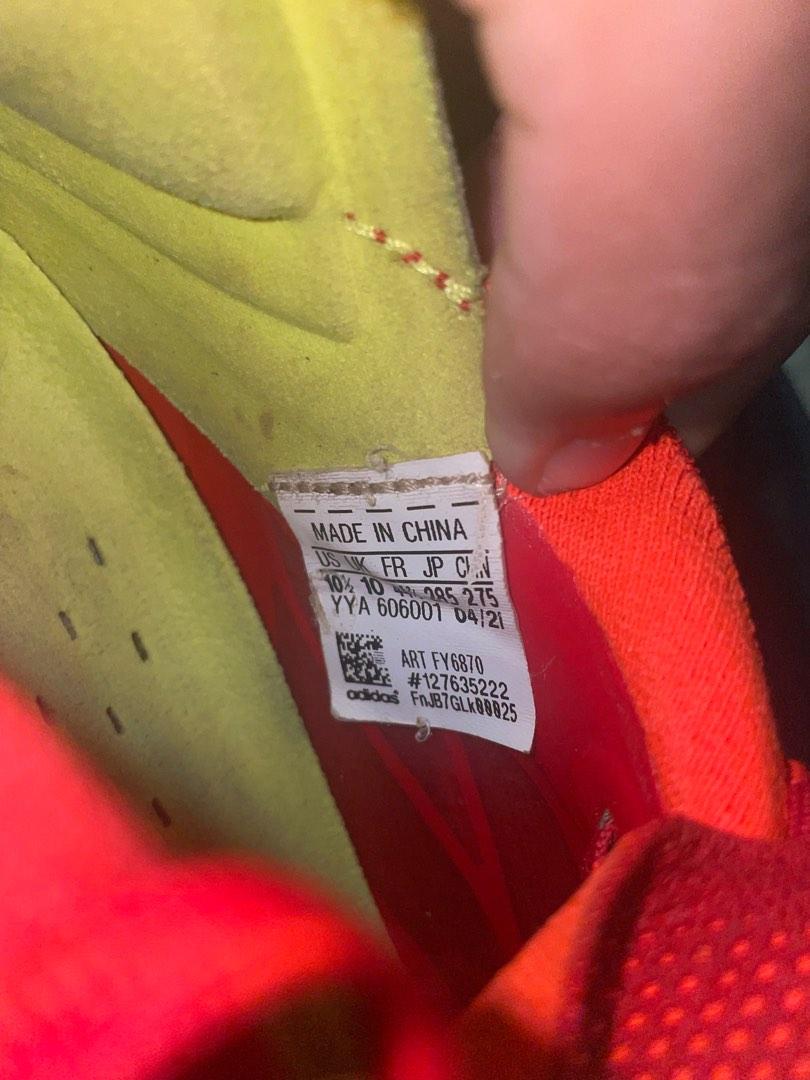 MADE IN CHINA
US UK FR JP CHN
10½ 10 285 275
YYA 606001 04/21
ART FY6870
#127635222
adidas FnJB7GLk00025